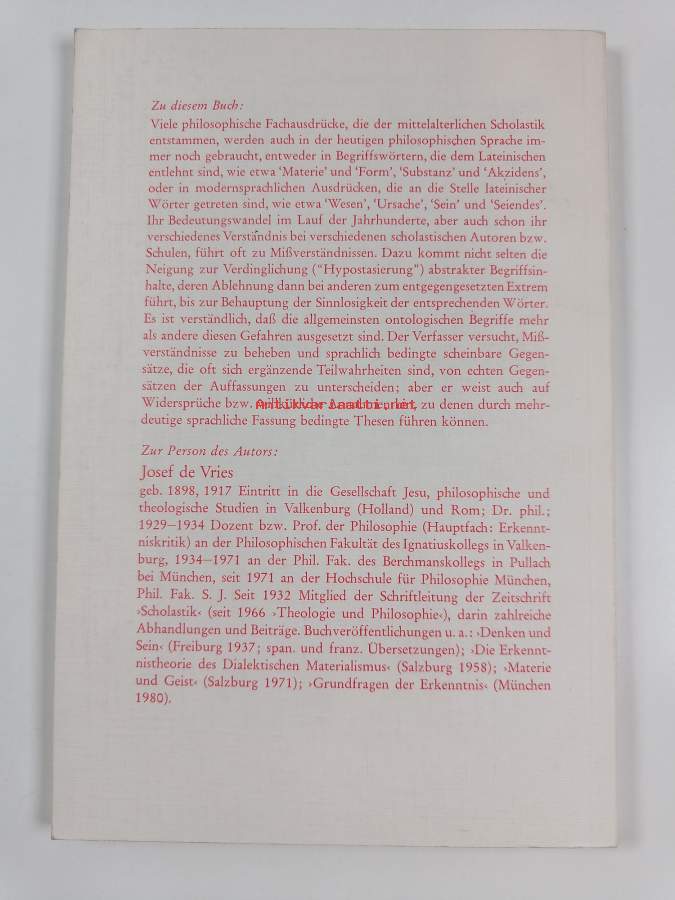 Zu diesem Buch:
Viele philosophische Fachausdrücke, die der mittelalterlichen Scholastik
entstammen, werden auch in der heutigen philosophischen Sprache im-
mer noch gebraucht, entweder in Begriffswörtern, die dem Lateinischen
entlehnt sind, wie etwa ‘Materie’ und ‘Form’, ‘Substanz’ und ‘Akzidens’,
oder in modernsprachlichen Ausdrücken, die an die Stelle lateinischer
Wörter getreten sind, wie etwa ‘Wesen’, ‘Ursache’, ‘Sein’ und ‘Seiendes’.
Ihr Bedeutungswandel im Lauf der Jahrhunderte, aber auch schon ihr
verschiedenes Verständnis bei verschiedenen scholastischen Autoren bzw.
Schulen, führt oft zu Mißverständnissen. Dazu kommt nicht selten die
Neigung zur Verdinglichung (“Hypostasierung”) abstrakter Begriffsin-
halte, deren Ablehnung dann bei anderen zum entgegengesetzten Extrem
führt, bis zur Behauptung der Sinnlosigkeit der entsprechenden Wörter.
Es ist verständlich, daß die allgemeinsten ontologischen Begriffe mehr
als andere diesen Gefahren ausgesetzt sind. Der Verfasser versucht, Miß-
verständnisse zu beheben und sprachlich bedingte scheinbare Gegen-
sätze, die oft sich ergänzende Teilwahrheiten sind, von echten Gegen-
sätzen der Auffassungen zu unterscheiden; aber er weist auch auf
Widersprüche bzw. zu denen durch mehr-
Antikvaari.net
deutige sprachliche Fassung bedingte Thesen führen können.
Zur Person des Autors:
Josef de Vries
geb. 1898, 1917 Eintritt in die Gesellschaft Jesu, philosophische und
theologische Studien in Valkenburg (Holland) und Rom; Dr. phil.;
1929—1934 Dozent bzw. Prof. der Philosophie (Hauptfach: Erkennt-
niskritik) an der Philosophischen Fakultät des Ignatiuskollegs in Valken-
burg, 1934—1971 an der Phil. Fak. des Berchmanskollegs in Pullach
bei München, seit 1971 an der Hochschule für Philosophie München,
Phil. Fak. S. J. Seit 1932 Mitglied der Schriftleitung der Zeitschrift
›Scholastik‹ (seit 1966 ›Theologie und Philosophie‹), darin zahlreiche
Abhandlungen und Beiträge. Buchveröffentlichungen u. a.: ›Denken und
Sein‹ (Freiburg 1937; span. und franz. Übersetzungen); ›Die Erkennt-
nistheorie des Dialektischen Materialismus‹ (Salzburg 1958); ›Materie
und Geist‹ (Salzburg 1971); ›Grundfragen der Erkenntnis‹ (München
1980).